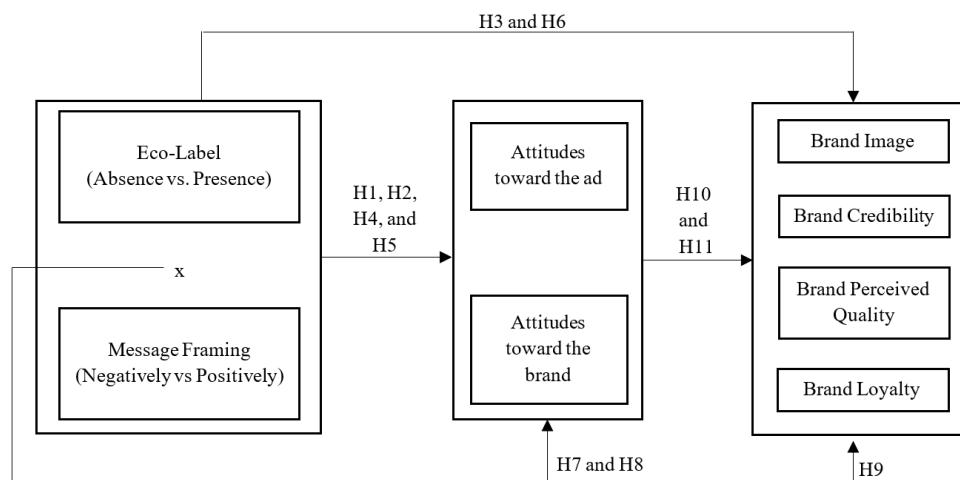 H3 and H6
Eco-Label
(Absence vs. Presence)
x
Message Framing
(Negatively vs Positively)
H1, H2,
H4, and
H5
Attitudes
toward the ad
Attitudes
toward the
brand
H10
and
H11
Brand Image
Brand Credibility
Brand Perceived
Quality
Brand Loyalty
H7 and H8
H9